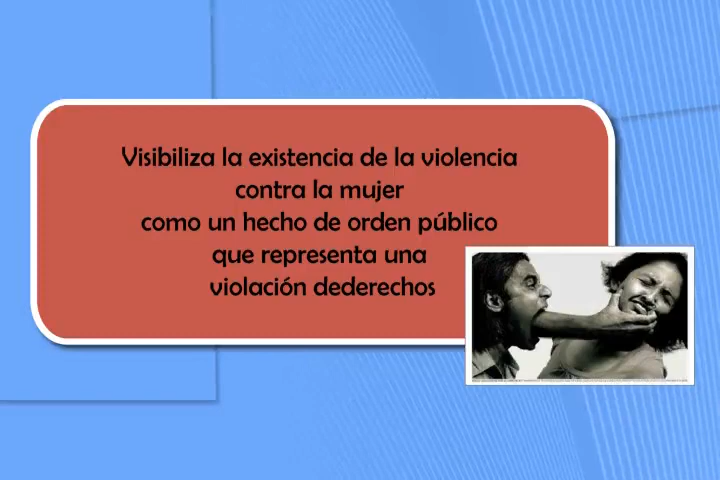 Visibiliza la existencia de la violencia
contra la mujer
como un hecho de orden público
que representa una
violación dederechos